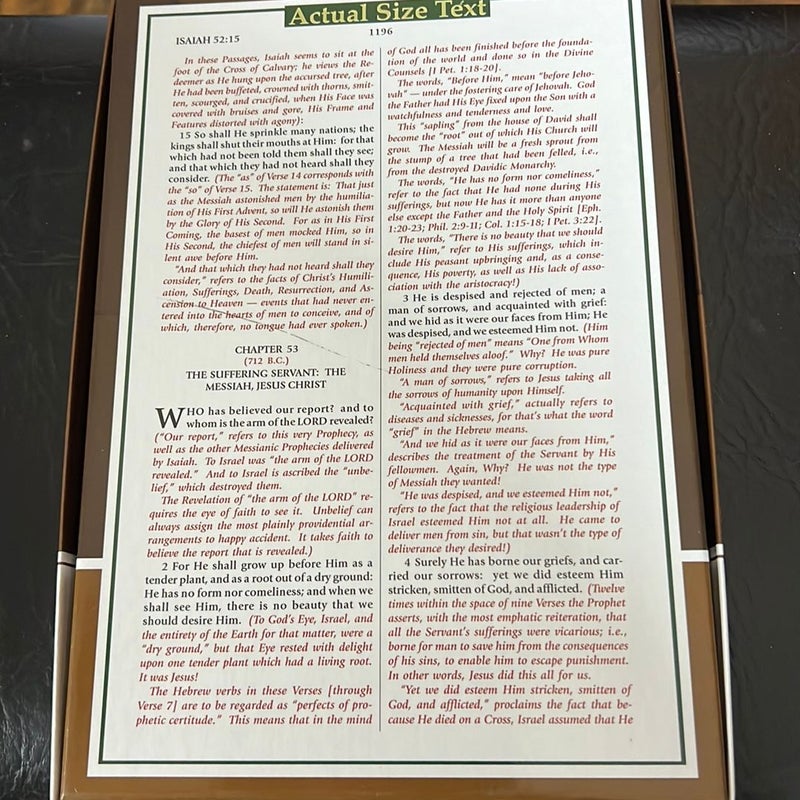 Actual Size Text
ISAIAH 52:15
1196
In these Passages, Isaiah seems to sit at the
foot of the Cross of Calvary; he views the Re-
deemer as He hung upon the accursed tree, after
He had been buffeted, crowned with thorns, smit-
ten, scourged, and crucified, when His Face was
covered with bruises and gore, His Frame and
Features distorted with agony):
15 So shall He sprinkle many nations; the
kings shall shut their mouths at Him: for that
which had not been told them shall they see;
and that which they had not heard shall they
consider. (The "as" of Verse 14 corresponds with
the "so" of Verse 15. The statement is: That just
as the Messiah astonished men by the humilia-
tion of His First Advent, so will He astonish them
by the Glory of His Second. For as in His First
Coming, the basest of men mocked Him, so in
His Second, the chiefest of men will stand in si-
lent awe before Him.
"And that which they had not heard shall they
consider," refers to the facts of Christ's Humili-
ation, Sufferings, Death, Resurrection, and As-
cension to Heaven — events that had never en-
tered into the hearts of men to conceive, and of
which, therefore, no tongue had ever spoken.)
CHAPTER 53
(712 B.C.)
THE SUFFERING SERVANT: THE
MESSIAH, JESUS CHRIST
WHO has believed our report? and to
whom is the arm of the LORD revealed?
("Our report," refers to this very Prophecy, as
well as the other Messianic Prophecies delivered
by Isaiah. To Israel was "the arm of the LORD
revealed." And to Israel is ascribed the "unbe-
lief," which destroyed them.
The Revelation of "the arm of the LORD" re-
quires the eye of faith to see it. Unbelief can
always assign the most plainly providential ar-
rangements to happy accident. It takes faith to
believe the report that is revealed.)
2 For He shall grow up before Him as a
tender plant, and as a root out of a dry ground:
He has no form nor comeliness; and when we
shall see Him, there is no beauty that we
should desire Him. (To God's Eye, Israel, and
the entirety of the Earth for that matter, were a
"dry ground," but that Eye rested with delight
upon one tender plant which had a living root.
It was Jesus!
The Hebrew verbs in these Verses [through
Verse 7] are to be regarded as "perfects of pro-
phetic certitude." This means that in the mind
of God all has been finished before the founda-
tion of the world and done so in the Divine
Counsels [I Pet. 1:18-20].
The words, "Before Him," mean "before Jeho-
vah" — under the fostering care of Jehovah. God
the Father had His Eye fixed upon the Son with a
watchfulness and tenderness and love.
This "sapling" from the house of David shall
become the "root" out of which His Church will
grow. The Messiah will be a fresh sprout from
the stump of a tree that had been felled, i.e.,
from the destroyed Davidic Monarchy.
The words, "He has no form nor comeliness,"
refer to the fact that He had none during His
sufferings, but now He has it more than anyone
else except the Father and the Holy Spirit [Eph.
1:20-23; Phil. 2:9-11; Col. 1:15-18; I Pet. 3:22].
The words, "There is no beauty that we should
desire Him," refer to His sufferings, which in-
clude His peasant upbringing and, as a conse-
quence, His poverty, as well as His lack of asso-
ciation with the aristocracy!)
3 He is despised and rejected of men; a
man of sorrows, and acquainted with grief:
and we hid as it were our faces from Him; He
was despised, and we esteemed Him not. (Him
being "rejected of men" means "One from Whom
men held themselves aloof." Why? He was pure
Holiness and they were pure corruption.
"A man of sorrows," refers to Jesus taking all
the sorrows of humanity upon Himself.
"Acquainted with grief," actually refers to
diseases and sicknesses, for that's what the word
"grief" in the Hebrew means.
"And we hid as it were our faces from Him,"
describes the treatment of the Servant by His
fellowmen. Again, Why? He was not the type
of Messiah they wanted!
"He was despised, and we esteemed Him not,"
refers to the fact that the religious leadership of
Israel esteemed Him not at all. He came to
deliver men from sin, but that wasn't the type of
deliverance they desired!)
4 Surely He has borne our griefs, and car-
ried our sorrows: yet we did esteem Him
stricken, smitten of God, and afflicted. (Twelve
times within the space of nine Verses the Prophet
asserts, with the most emphatic reiteration, that
all the Servant's sufferings were vicarious; i.e.,
borne for man to save him from the consequences
of his sins, to enable him to escape punishment.
In other words, Jesus did this all for us.
"Yet we did esteem Him stricken, smitten of
God, and afflicted," proclaims the fact that be-
cause He died on a Cross, Israel assumed that He